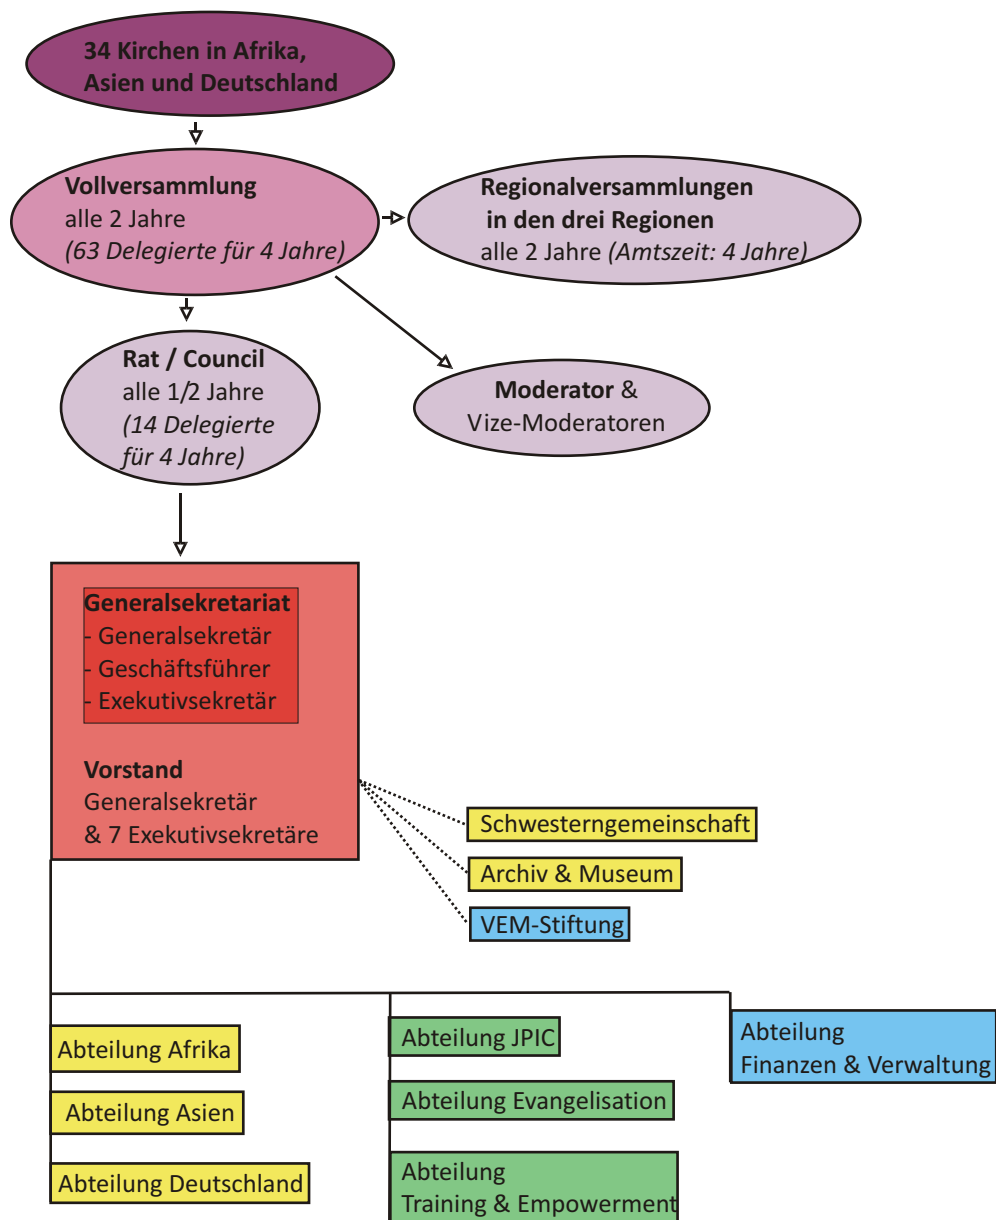 34 Kirchen in Afrika,
Asien und Deutschland
Vollversammlung
alle 2 Jahre
(63 Delegierte für 4 Jahre)
Regionalversammlungen
in den drei Regionen
alle 2 Jahre (Amtszeit: 4 Jahre)
Rat / Council
alle 1/2 Jahre
(14 Delegierte
für 4 Jahre)
Moderator &
Vize-Moderatoren
Generalsekretariat
- Generalsekretär
- Geschäftsführer
- Exekutivsekretär
Vorstand
Generalsekretär
& 7 Exekutivsekretäre
Schwesterngemeinschaft
Archiv & Museum
VEM-Stiftung
Abteilung Afrika
Abteilung Asien
Abteilung Deutschland
Abteilung JPIC
Abteilung Evangelisation
Abteilung
Training & Empowerment
Abteilung
Finanzen & Verwaltung